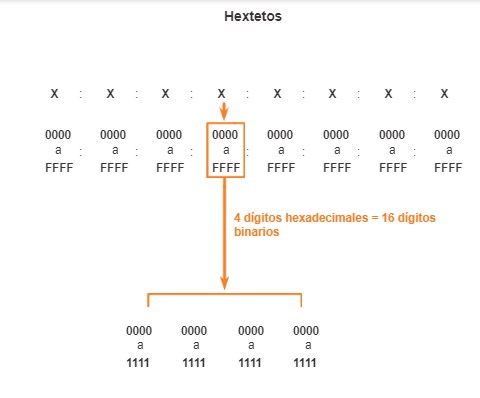 Hextetos
X : X : X : X : X : X : X : X
0000 0000 0000 0000 0000 0000 0000 0000
a : a : a : a : a : a : a : a
FFFF FFFF FFFF FFFF FFFF FFFF FFFF FFFF
4 dígitos hexadecimales = 16 dígitos
binarios
0000 0000 0000 0000
a a a a
1111 1111 1111 1111